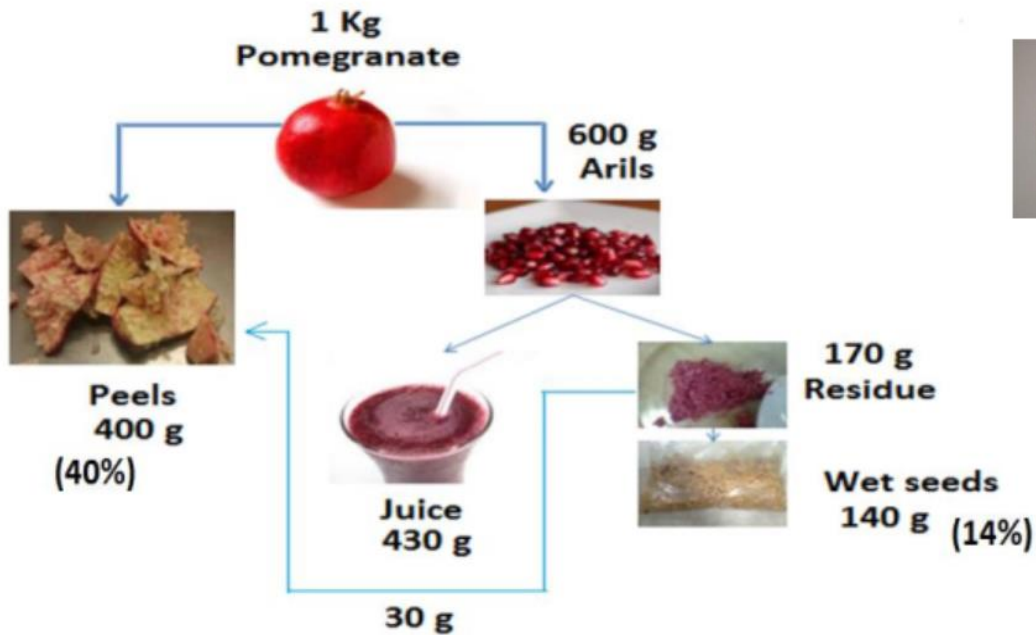 1 Kg
Pomegranate
600 g
Arils
170 g
Residue
Peels
400 g
(40%)
Juice
430 g
Wet seeds
140 g (14%)
30 g